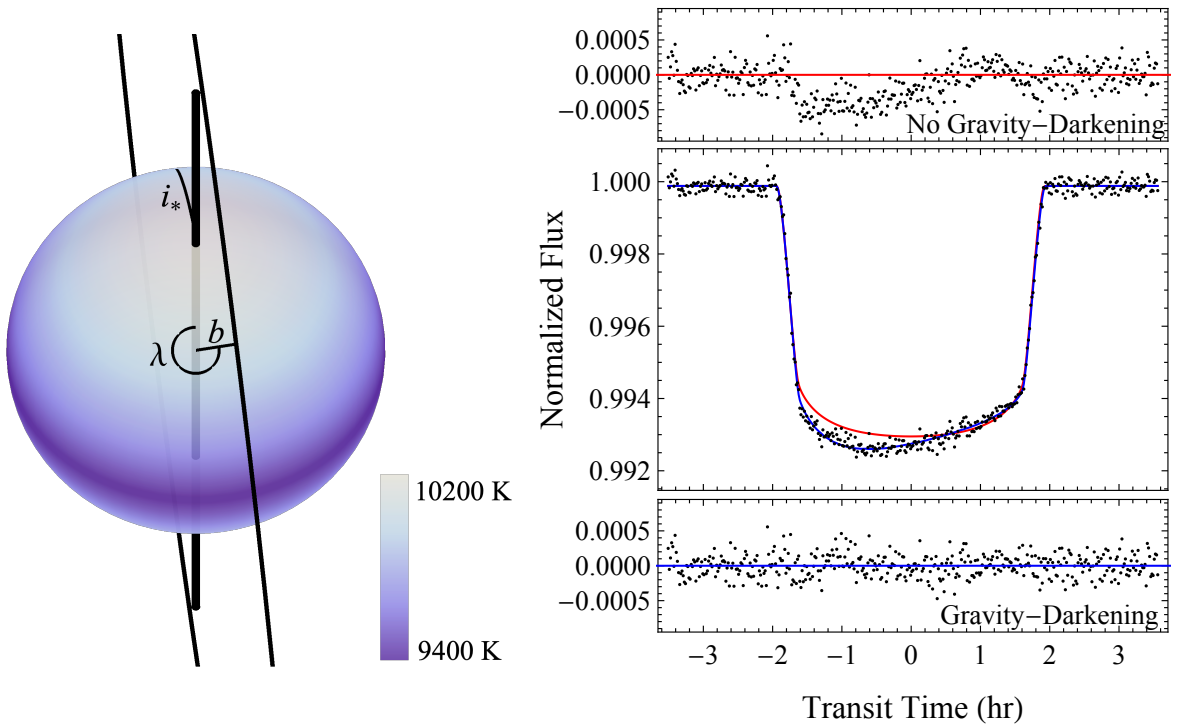 i*
λ
b
10200 K
9400 K
0.0005
0.0000
−0.0005
No Gravity−Darkening
Normalized Flux
1.000
0.998
0.996
0.994
0.992
0.0005
0.0000
−0.0005
Gravity−Darkening
−3 −2 −1 0 1 2 3
Transit Time (hr)